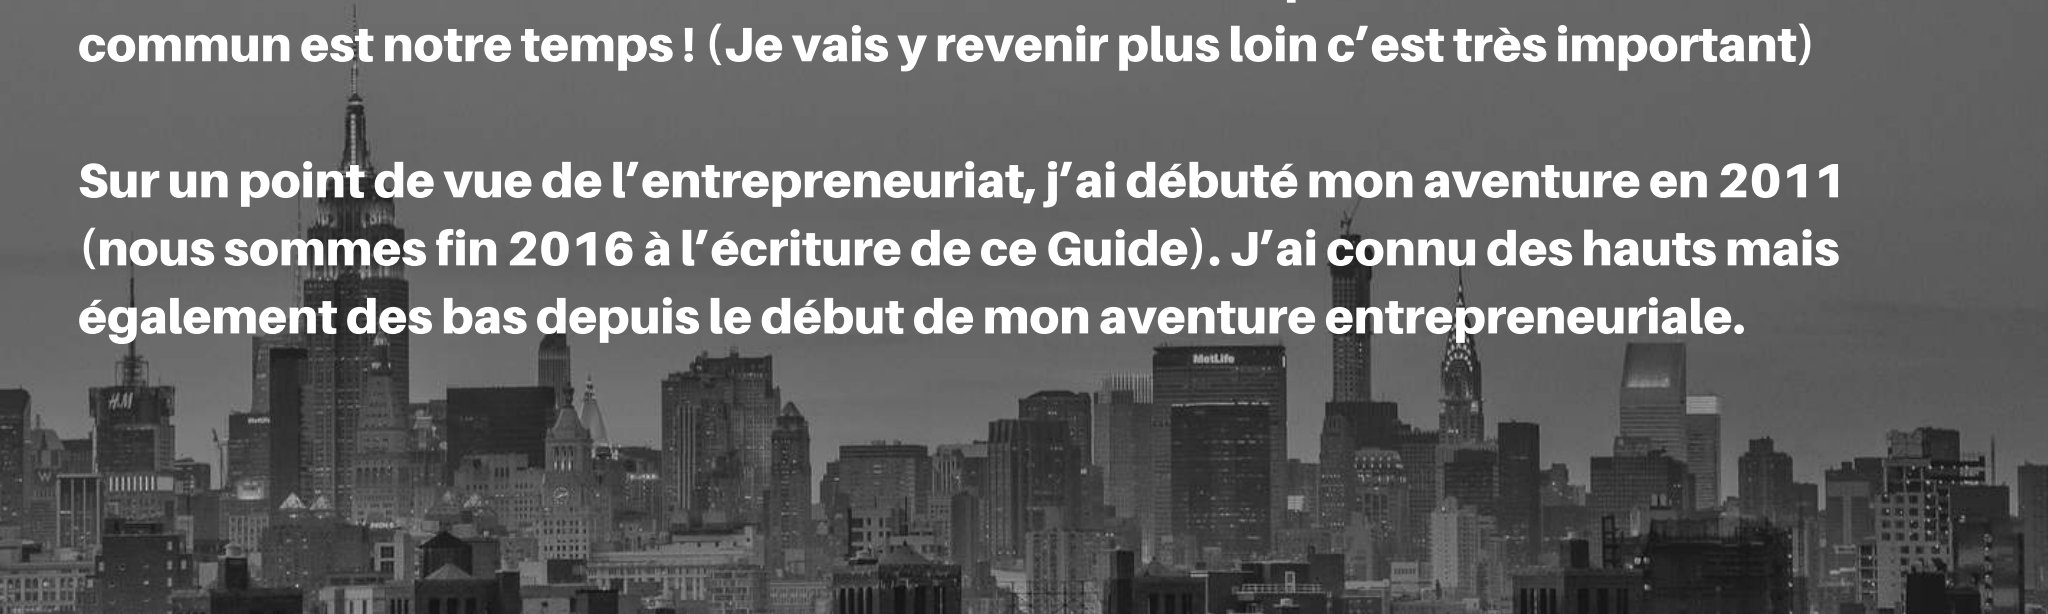 commun est notre temps ! (Je vais y revenir plus loin c’est très important)
Sur un point de vue de l’entrepreneuriat, j’ai débuté mon aventure en 2011
(nous sommes fin 2016 à l’écriture de ce Guide). J’ai connu des hauts mais
également des bas depuis le début de mon aventure entrepreneuriale.
MetLife
H&M
W